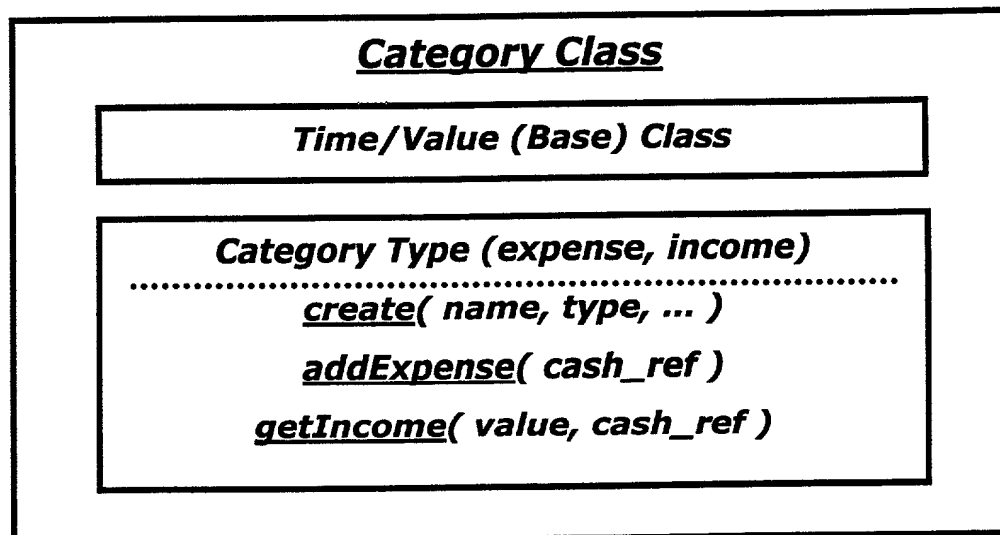 Category Class
Time/Value (Base) Class
Category Type (expense, income)
create( name, type, ... )
addExpense( cash_ref )
getIncome( value, cash_ref )